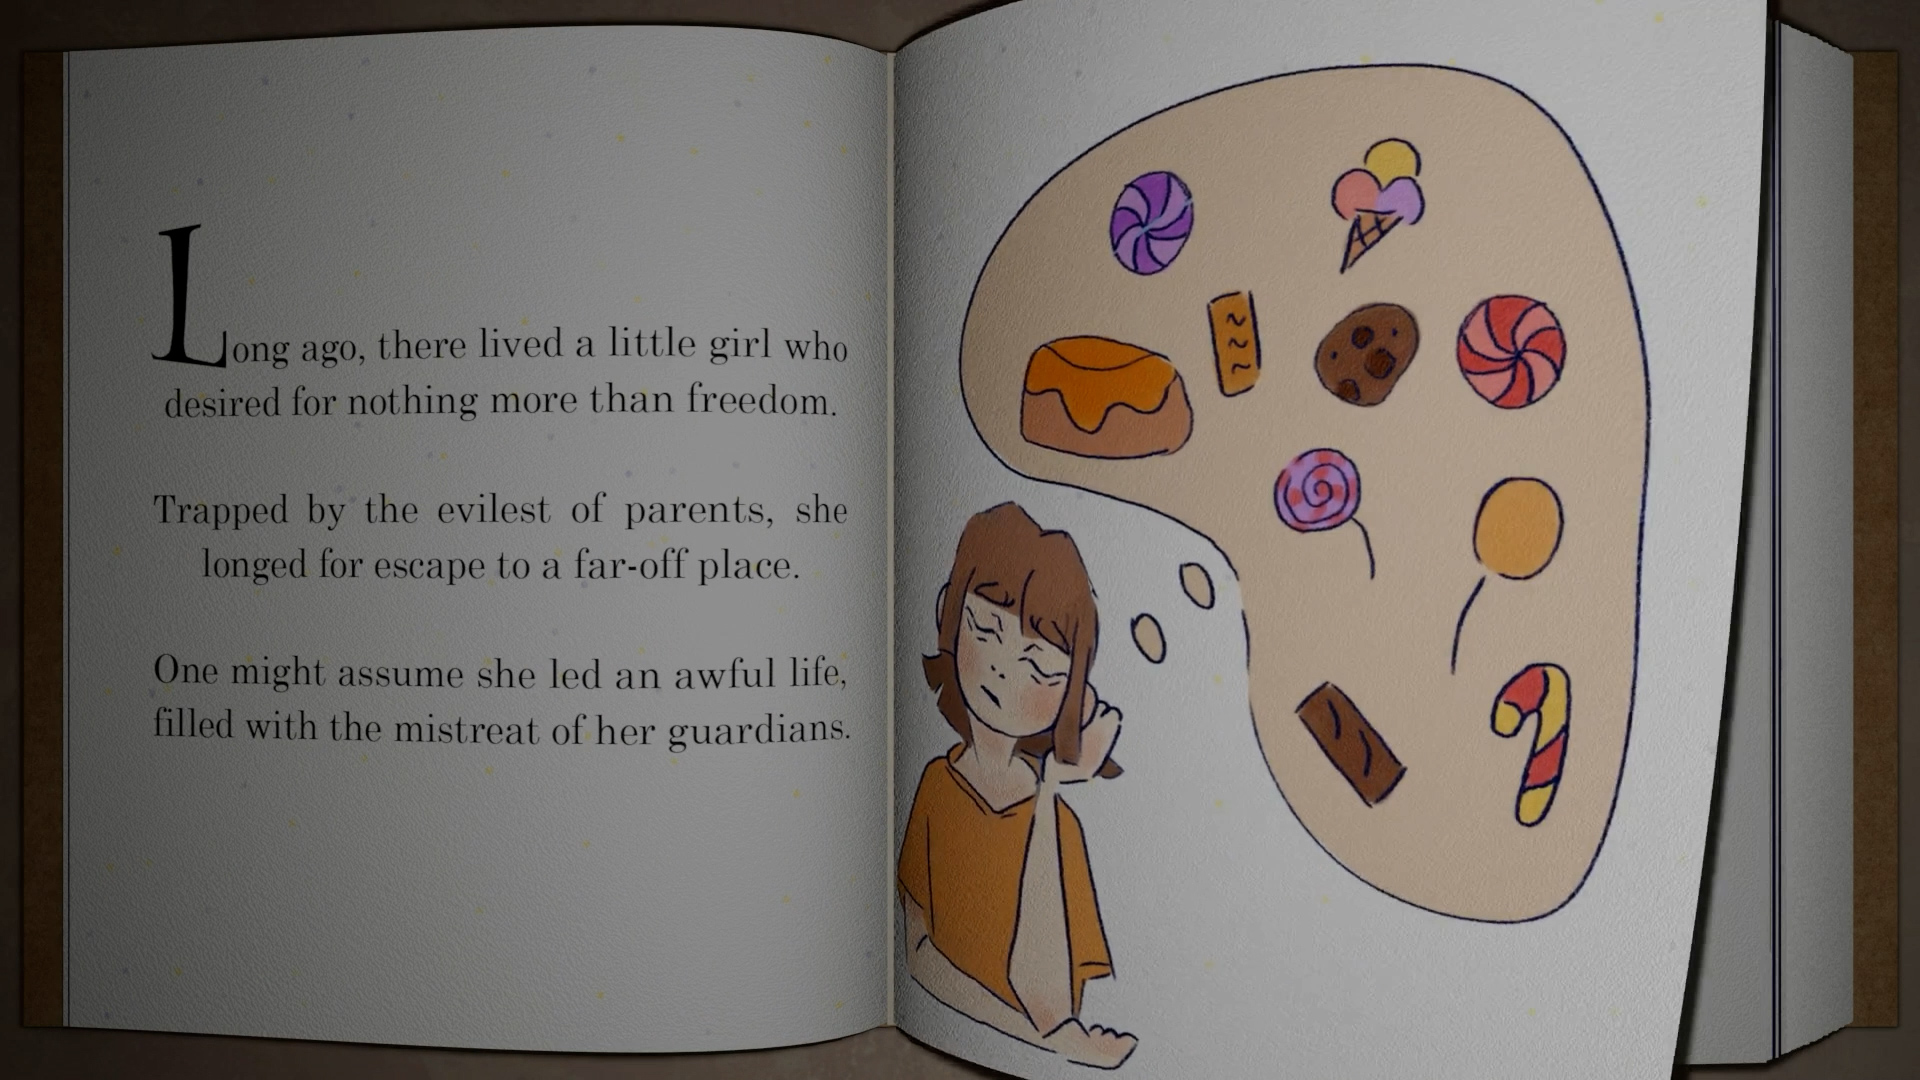 Long ago, there lived a little girl who
desired for nothing more than freedom.
Trapped by the evilest of parents, she
longed for escape to a far-off place.
One might assume she led an awful life,
filled with the mistreat of her guardians.